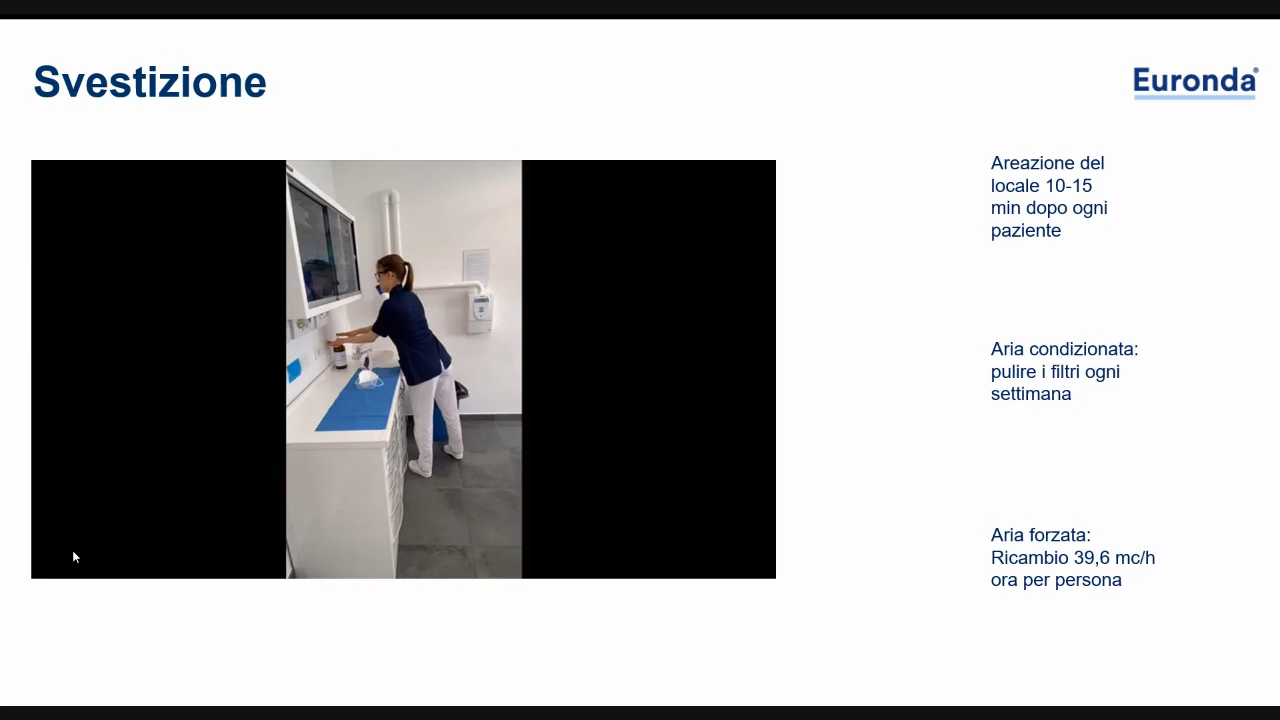 Svestizione
Euronda®
Areazione del
locale 10-15
min dopo ogni
paziente
Aria condizionata:
pulire i filtri ogni
settimana
Aria forzata:
Ricambio 39,6 mc/h
ora per persona